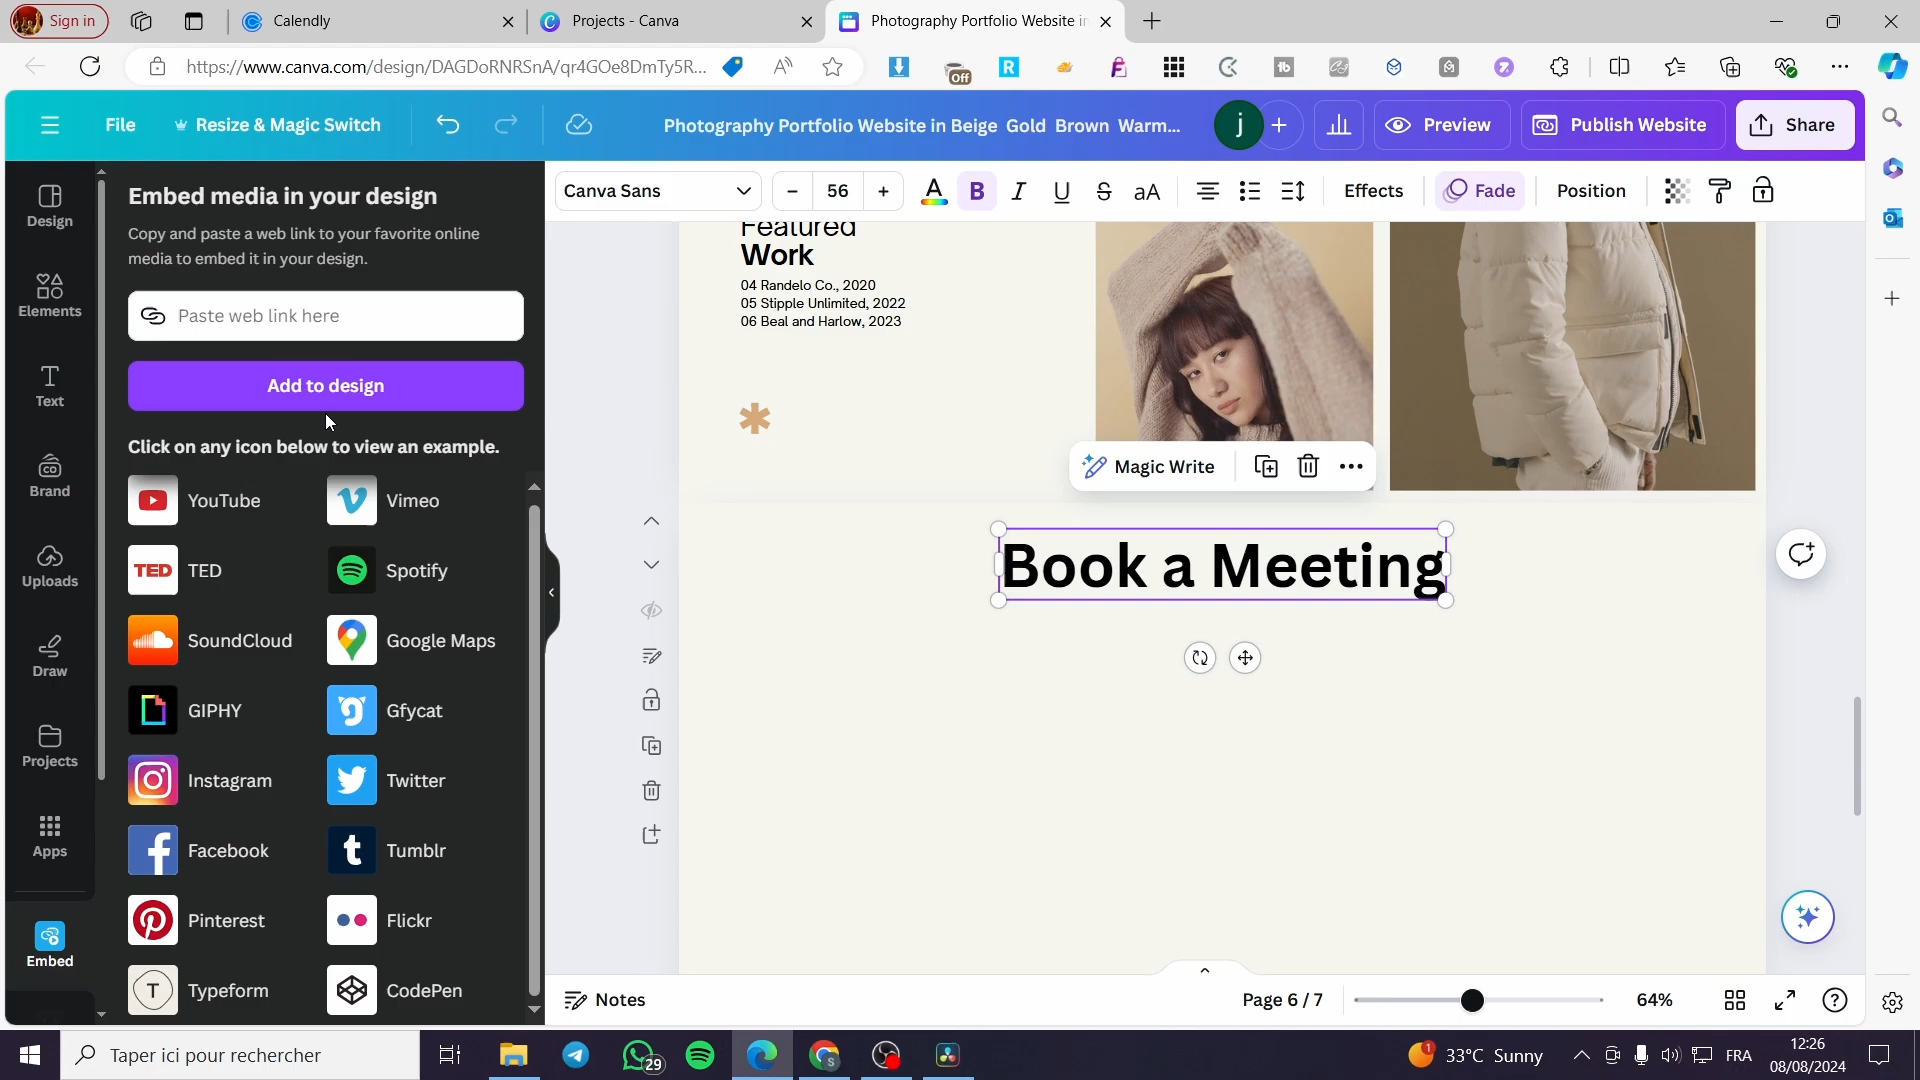 Sign in
Calendly
Projects - Canva
Photography Portfolio Website in
https://www.canva.com/design/DAGDoRNRSnA/qr4GOe8DmTy5R...
Off
R
tb
File
Resize & Magic Switch
Photography Portfolio Website in Beige Gold Brown Warm...
j
Preview
Publish Website
Share
Design
Elements
Text
Brand
Uploads
Draw
Projects
Apps
Embed
Embed media in your design
Copy and paste a web link to your favorite online
media to embed it in your design.
Paste web link here
Add to design
Click on any icon below to view an example.
YouTube
Vimeo
TED
TED
Spotify
SoundCloud
Google Maps
GIPHY
Gfycat
Instagram
Twitter
Facebook
Tumblr
Pinterest
Flickr
T
Typeform
CodePen
Canva Sans
56
A
B
I
U
S
aA
Effects
Fade
Position
Featured
Work
04 Randelo Co., 2020
05 Stipple Unlimited, 2022
06 Beal and Harlow, 2023
Magic Write
Book a Meeting
Notes
Page 6 / 7
64%
Taper ici pour rechercher
29
S
1
33°C Sunny
FRA
12:26
08/08/2024